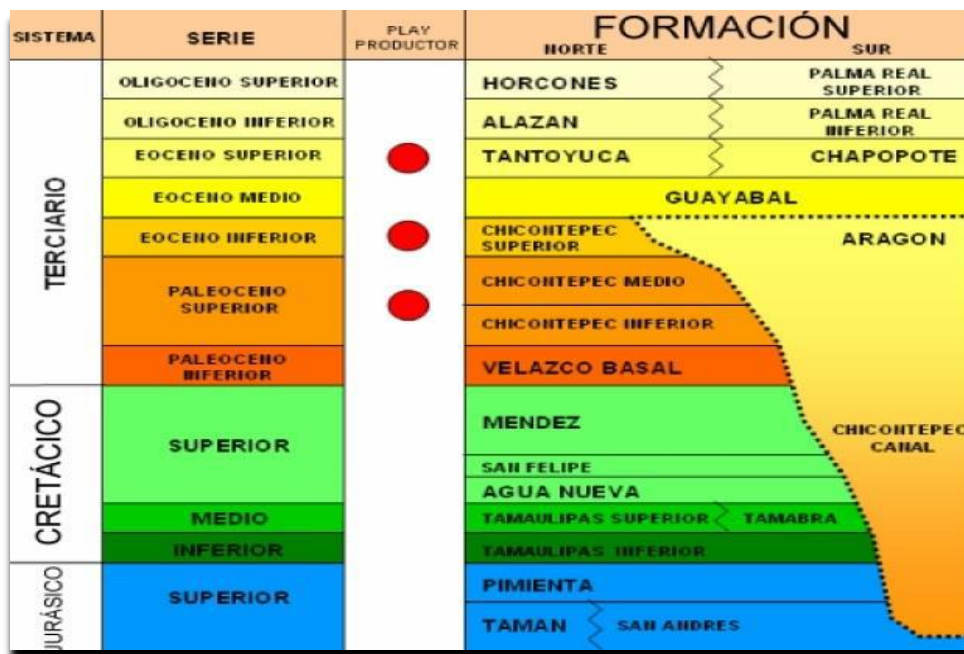 SISTEMA
SERIE
PLAY
PRODUCTOR
FORMACIÓN
NORTE
SUR
TERCIARIO
OLIGOCENO SUPERIOR
HORCONES
PALMA REAL
SUPERIOR
OLIGOCENO INFERIOR
ALAZAN
PALMA REAL
INFERIOR
EOCENO SUPERIOR
TANTOYUCA
CHAPOPOTE
EOCENO MEDIO
GUAYABAL
EOCENO INFERIOR
CHICONTEPEC
SUPERIOR
ARAGON
PALEOCENO
SUPERIOR
CHICONTEPEC MEDIO
CHICONTEPEC INFERIOR
PALEOCENO
INFERIOR
VELAZCO BASAL
CRETÁCICO
SUPERIOR
MENDEZ
CHICONTEPEC
CANAL
SAN FELIPE
AGUA NUEVA
MEDIO
TAMAULIPAS SUPERIOR
TAMABRA
INFERIOR
TAMAULIPAS INFERIOR
JURÁSICO
SUPERIOR
PIMIENTA
TAMAN
SAN ANDRES